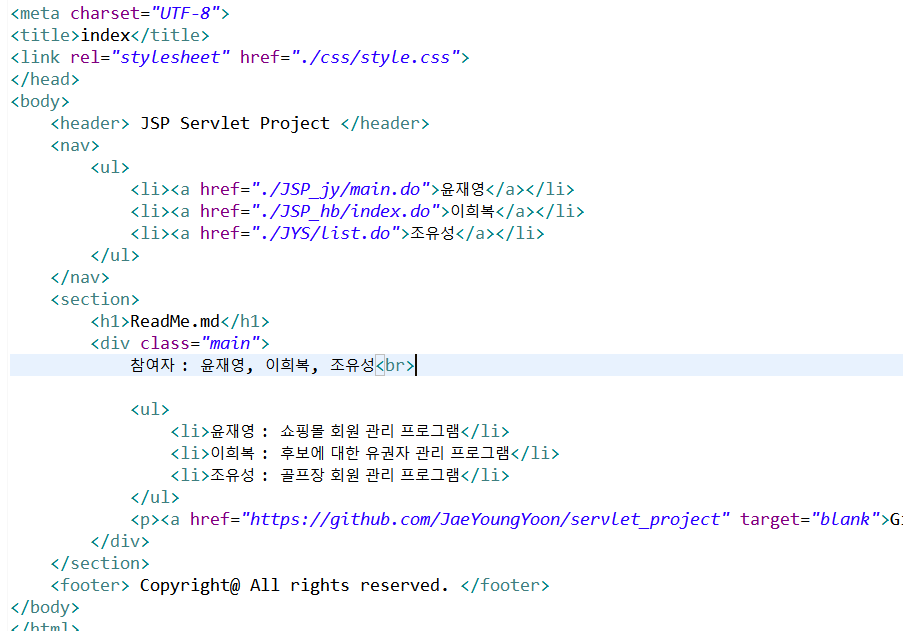 <meta charset="UTF-8">
<title>index</title>
<link rel="stylesheet" href="./css/style.css">
</head>
<body>
<header> JSP Servlet Project </header>
<nav>
<ul>
<li><a href="./JSP_jy/main.do">윤재영</a></li>
<li><a href="./JSP_hb/index.do">이희복</a></li>
<li><a href="./JYS/list.do">조유성</a></li>
</ul>
</nav>
<section>
<h1>ReadMe.md</h1>
<div class="main">
참여자 : 윤재영, 이희복, 조유성<br>
<ul>
<li>윤재영 : 쇼핑몰 회원 관리 프로그램</li>
<li>이희복 : 후보에 대한 유권자 관리 프로그램</li>
<li>조유성 : 골프장 회원 관리 프로그램</li>
</ul>
<p><a href="https://github.com/JaeYoungYoon/servlet_project" target="blank">
</div>
</section>
<footer> Copyright@ All rights reserved. </footer>
</body>
</html>